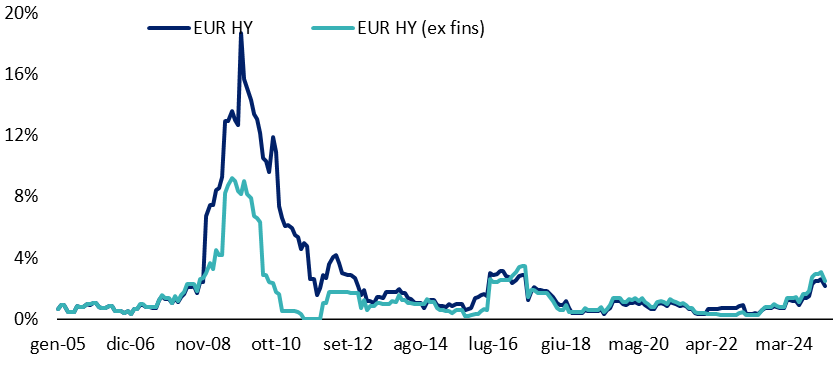 20%
EUR HY
EUR HY (ex fins)
16%
12%
8%
4%
0%
gen-05
dic-06
nov-08
ott-10
set-12
ago-14
lug-16
giu-18
mag-20
apr-22
mar-24